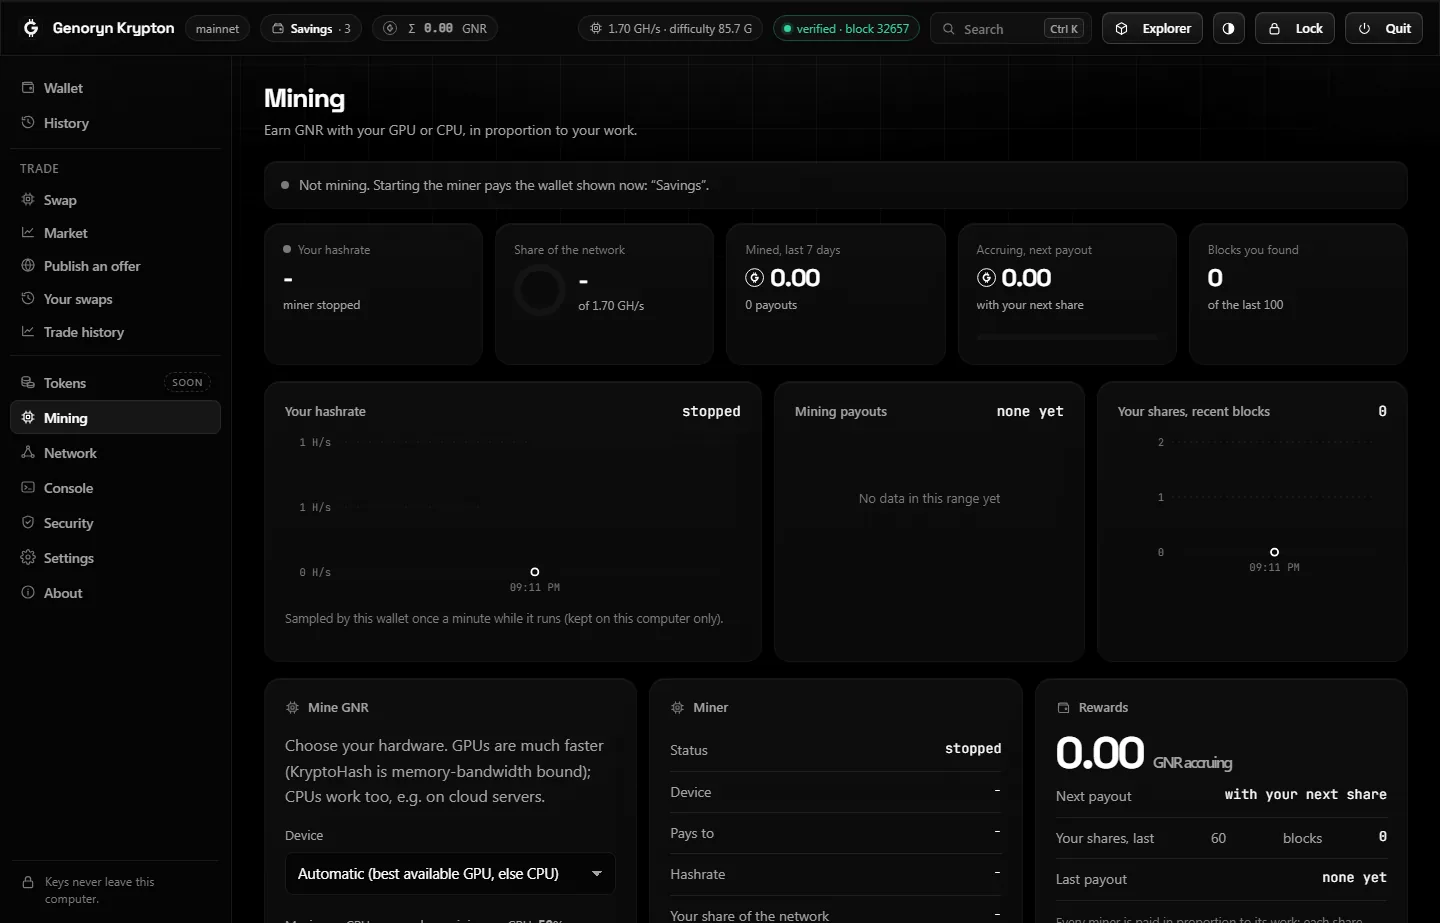 Genoryn Krypton
mainnet
Savings · 3
Σ 0.00 GNR
1.70 GH/s · difficulty 85.7 G
verified · block 32657
Search
Ctrl K
Explorer
Lock
Quit
Wallet
History
TRADE
Swap
Market
Publish an offer
Your swaps
Trade history
Tokens
SOON
Mining
Network
Console
Security
Settings
About
Keys never leave this
computer.
Mining
Earn GNR with your GPU or CPU, in proportion to your work.
Not mining. Starting the miner pays the wallet shown now: “Savings”.
Your hashrate
-
miner stopped
Share of the network
-
of 1.70 GH/s
Mined, last 7 days
0.00
0 payouts
Accruing, next payout
0.00
with your next share
Blocks you found
0
of the last 100
Your hashrate
stopped
1 H/s
1 H/s
0 H/s
09:11 PM
Sampled by this wallet once a minute while it runs (kept on this computer only).
Mining payouts
none yet
No data in this range yet
Your shares, recent blocks
0
2
1
0
09:11 PM
Mine GNR
Choose your hardware. GPUs are much faster
(KryptoHash is memory-bandwidth bound);
CPUs work too, e.g. on cloud servers.
Device
Automatic (best available GPU, else CPU)
Miner
Status stopped
Device -
Pays to -
Hashrate -
Your share of the network -
Rewards
0.00 GNR accruing
Next payout with your next share
Your shares, last 60 blocks 0
Last payout none yet
Every miner is paid in proportion to its work: each share